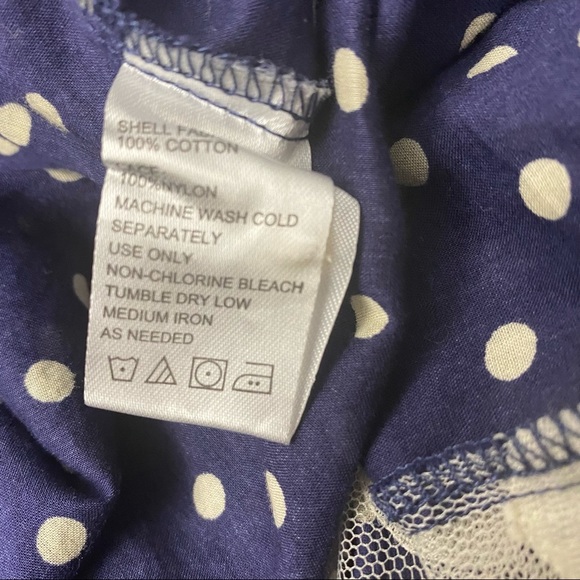 SHELL
100% COTTON
100% NYLON
MACHINE WASH COLD
SEPARATELY
USE ONLY
NON-CHLORINE BLEACH
TUMBLE DRY LOW
MEDIUM IRON
AS NEEDED